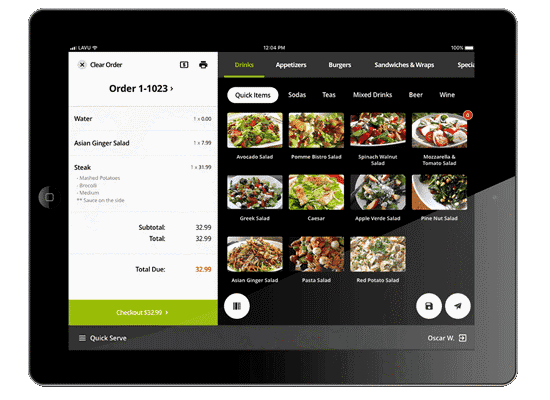 LAVU
12:04 PM
100%
Clear Order
Drinks
Appetizers
Burgers
Sandwiches & Wraps
Specia
Order 1-1023 ›
Quick Items
Sodas
Teas
Mixed Drinks
Beer
Wine
Water
1 x 0.00
Asian Ginger Salad
1 x 7.99
Steak
1 x 31.99
- Mashed Potatoes
- Brocoli
- Medium
** Sauce on the side
Subtotal:
32.99
Total:
32.99
Total Due:
32.99
Checkout $32.99 ›
Avocado Salad
Pomme Bistro Salad
Spinach Walnut
Salad
Mozzarella &
Tomato Salad
Greek Salad
Caesar
Apple Verde Salad
Pine Nut Salad
Asian Ginger Salad
Pasta Salad
Red Potato Salad
Quick Serve
Oscar W.